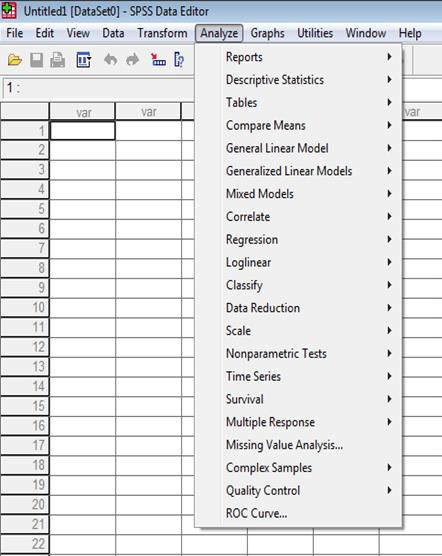 Untitled1 [DataSet0] - SPSS Data Editor
File Edit View Data Transform Analyze Graphs Utilities Window Help
1 :
var var var
Reports
Descriptive Statistics
Tables
Compare Means
General Linear Model
Generalized Linear Models
Mixed Models
Correlate
Regression
Loglinear
Classify
Data Reduction
Scale
Nonparametric Tests
Time Series
Survival
Multiple Response
Missing Value Analysis...
Complex Samples
Quality Control
ROC Curve...
1
2
3
4
5
6
7
8
9
10
11
12
13
14
15
16
17
18
19
20
21
22